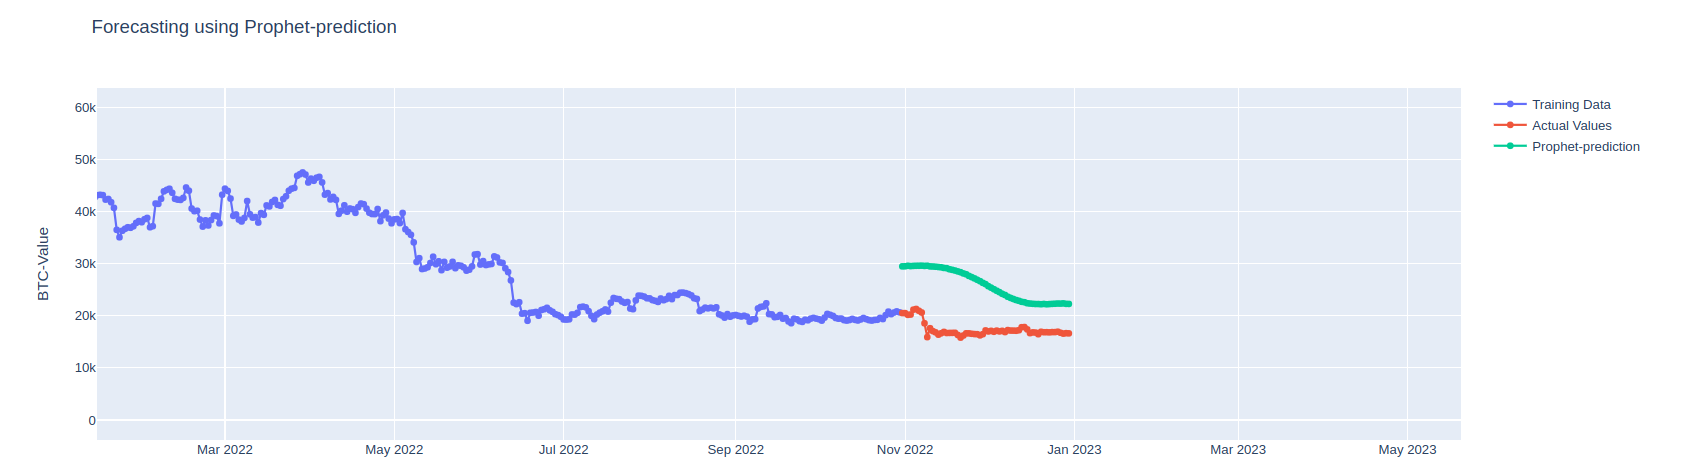 Forecasting using Prophet-prediction
60k
50k
40k
30k
20k
10k
0
BTC-Value
Mar 2022
May 2022
Jul 2022
Sep 2022
Nov 2022
Jan 2023
Mar 2023
May 2023
Training Data
Actual Values
Prophet-prediction